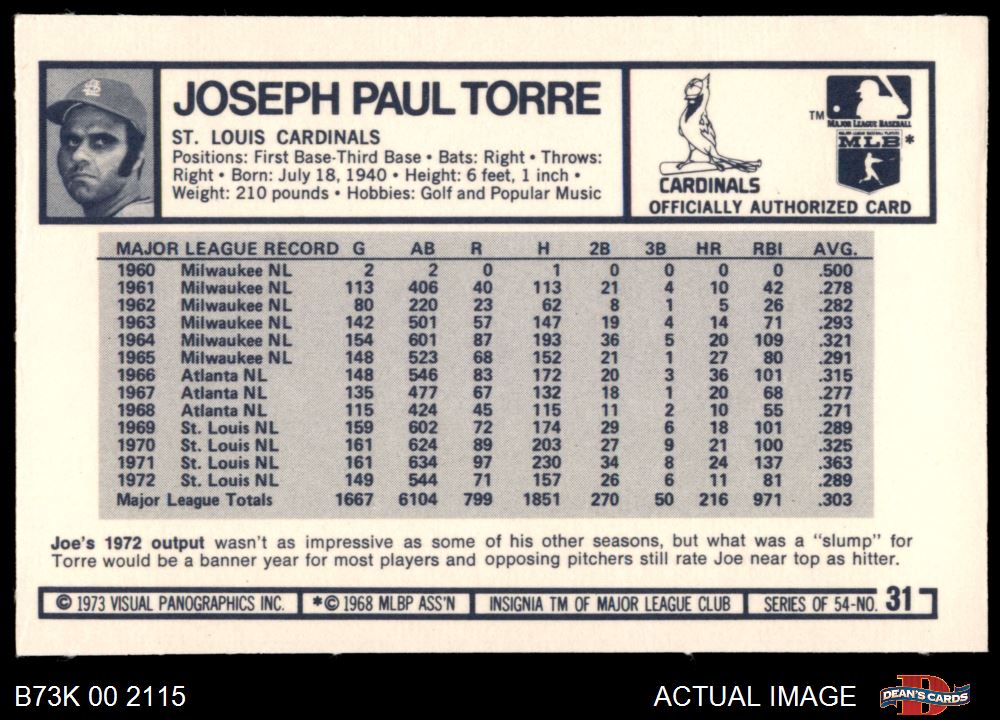 JOSEPH PAUL TORRE
ST. LOUIS CARDINALS
Positions: First Base-Third Base • Bats: Right • Throws:
Right • Born: July 18, 1940 • Height: 6 feet, 1 inch •
Weight: 210 pounds • Hobbies: Golf and Popular Music
CARDINALS
TM MAJOR LEAGUE BASEBALL
MAJOR LEAGUE BASEBALL PLAYERS
MLB *
OFFICIALLY AUTHORIZED CARD
MAJOR LEAGUE RECORD G AB R H 2B 3B HR RBI AVG.
1960 Milwaukee NL 2 2 0 1 0 0 0 0 .500
1961 Milwaukee NL 113 406 40 113 21 4 10 42 .278
1962 Milwaukee NL 80 220 23 62 8 1 5 26 .282
1963 Milwaukee NL 142 501 57 147 19 4 14 71 .293
1964 Milwaukee NL 154 601 87 193 36 5 20 109 .321
1965 Milwaukee NL 148 523 68 152 21 1 27 80 .291
1966 Atlanta NL 148 546 83 172 20 3 36 101 .315
1967 Atlanta NL 135 477 67 132 18 1 20 68 .277
1968 Atlanta NL 115 424 45 115 11 2 10 55 .271
1969 St. Louis NL 159 602 72 174 29 6 18 101 .289
1970 St. Louis NL 161 624 89 203 27 9 21 100 .325
1971 St. Louis NL 161 634 97 230 34 8 24 137 .363
1972 St. Louis NL 149 544 71 157 26 6 11 81 .289
Major League Totals 1667 6104 799 1851 270 50 216 971 .303
Joe's 1972 output wasn't as impressive as some of his other seasons, but what was a "slump" for
Torre would be a banner year for most players and opposing pitchers still rate Joe near top as hitter.
© 1973 VISUAL PANOGRAPHICS INC. *© 1968 MLBP ASS'N INSIGNIA TM OF MAJOR LEAGUE CLUB SERIES OF 54-NO. 31
B73K 00 2115 ACTUAL IMAGE DEAN'S CARDS